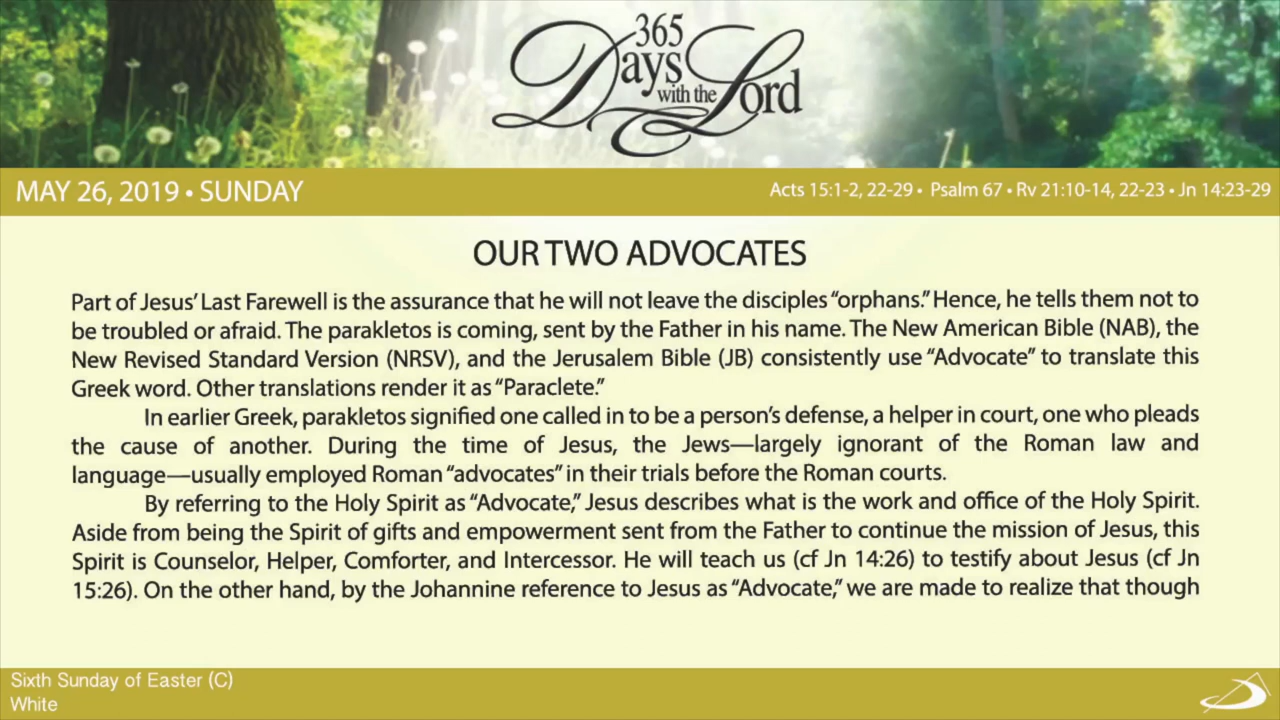 365
Days
with the
Lord
MAY 26, 2019 • SUNDAY
Acts 15:1-2, 22-29 • Psalm 67 • Rv 21:10-14, 22-23 • Jn 14:23-29
OUR TWO ADVOCATES
Part of Jesus’ Last Farewell is the assurance that he will not leave the disciples “orphans.” Hence, he tells them not to
be troubled or afraid. The parakletos is coming, sent by the Father in his name. The New American Bible (NAB), the
New Revised Standard Version (NRSV), and the Jerusalem Bible (JB) consistently use “Advocate” to translate this
Greek word. Other translations render it as “Paraclete.”
In earlier Greek, parakletos signified one called in to be a person’s defense, a helper in court, one who pleads
the cause of another. During the time of Jesus, the Jews—largely ignorant of the Roman law and
language—usually employed Roman “advocates” in their trials before the Roman courts.
By referring to the Holy Spirit as “Advocate,” Jesus describes what is the work and office of the Holy Spirit.
Aside from being the Spirit of gifts and empowerment sent from the Father to continue the mission of Jesus, this
Spirit is Counselor, Helper, Comforter, and Intercessor. He will teach us (cf Jn 14:26) to testify about Jesus (cf Jn
15:26). On the other hand, by the Johannine reference to Jesus as “Advocate,” we are made to realize that though
Sixth Sunday of Easter (C)
White